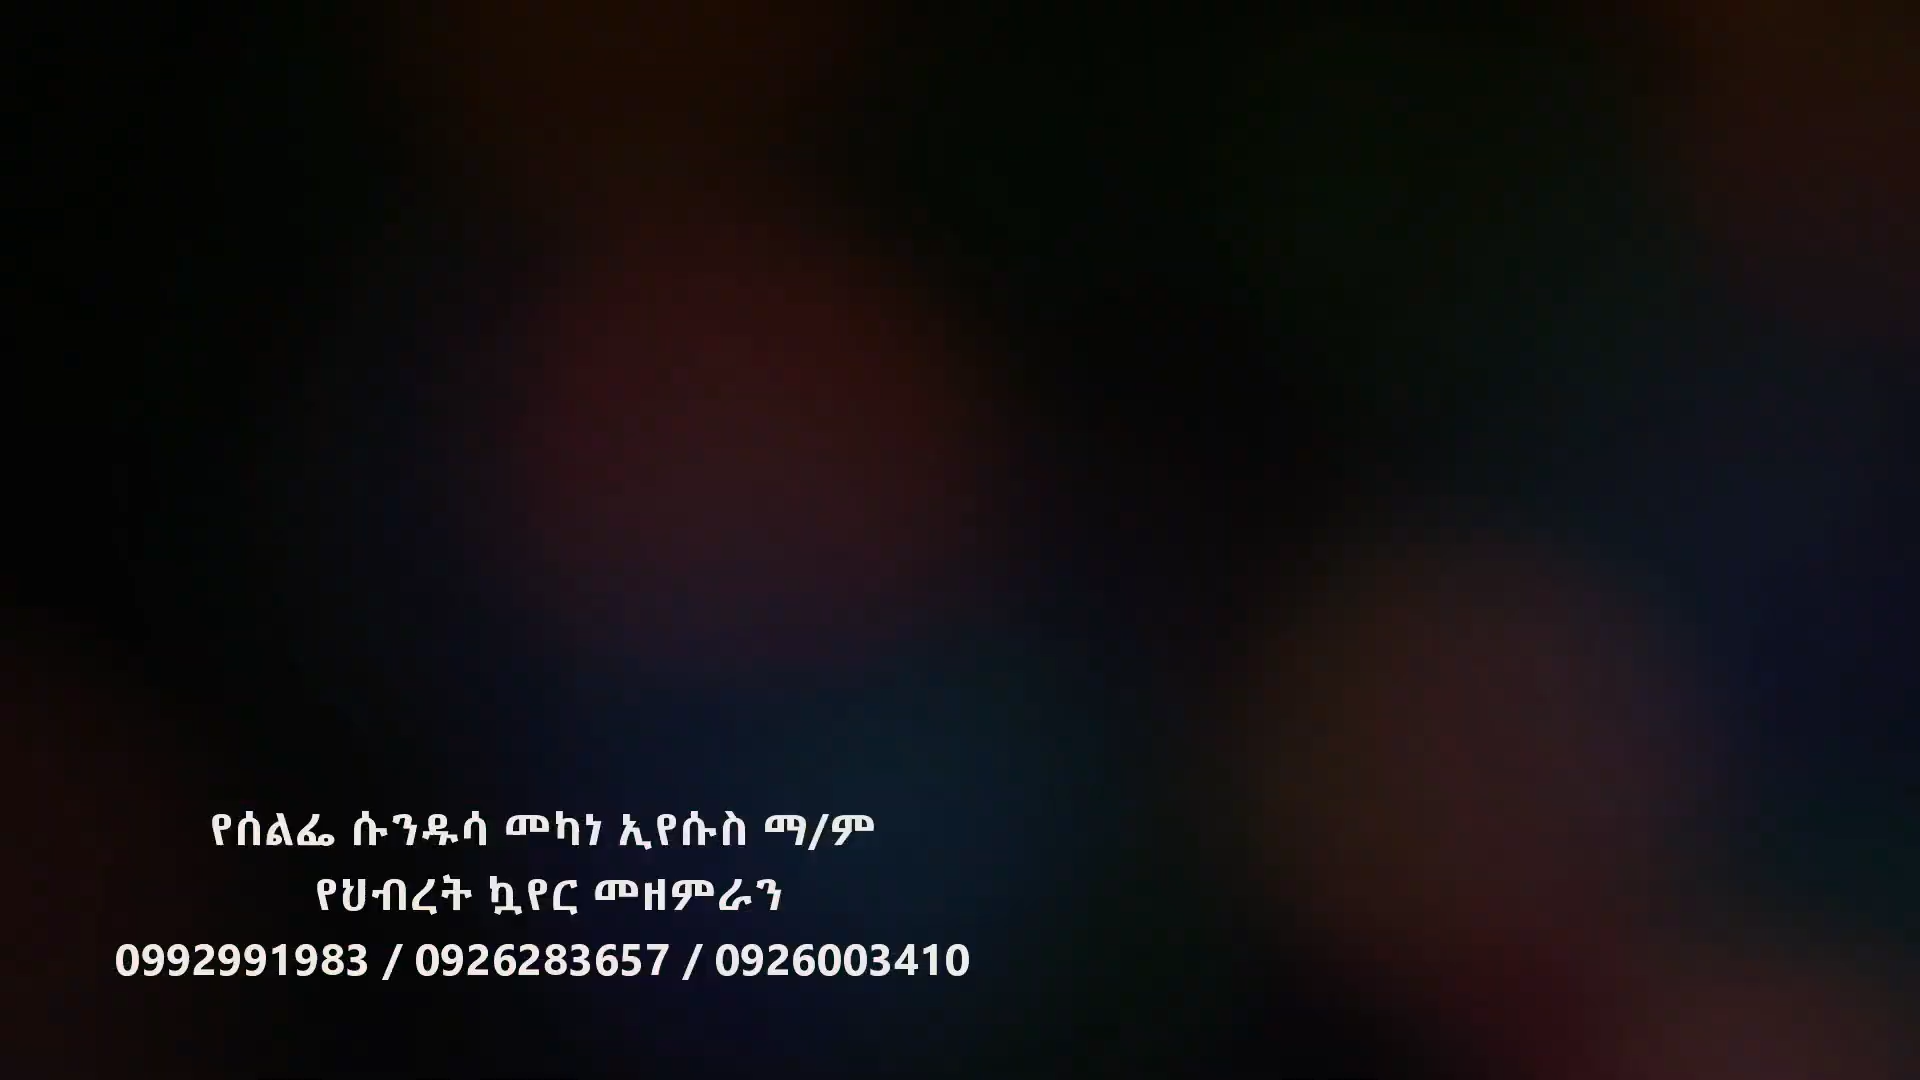 የሰልፌ ሱንዱሳ መካነ ኢየሱስ ማ/ም
የህብረት ኳየር መዘምራን
0992991983 / 0926283657 / 0926003410